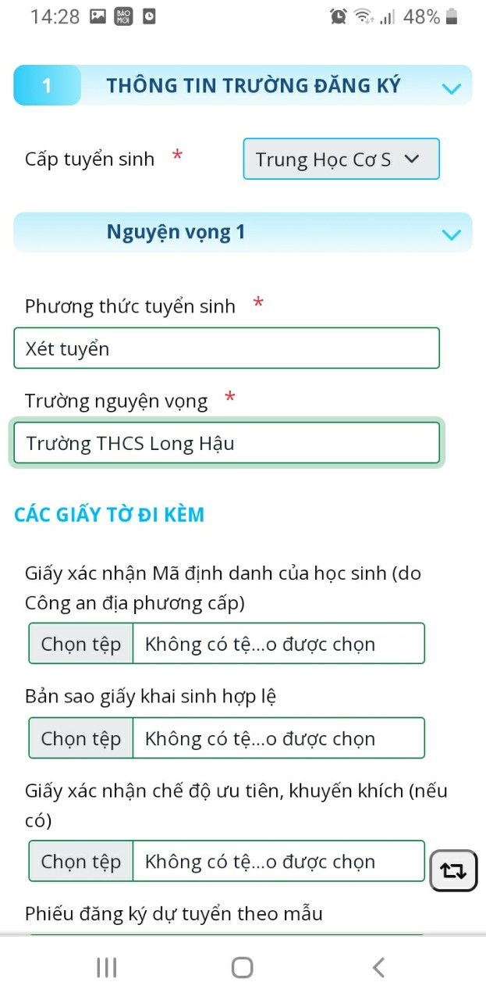 14:28
BÁO MỚI
48%
1 THÔNG TIN TRƯỜNG ĐĂNG KÝ
Cấp tuyển sinh * Trung Học Cơ S
Nguyện vọng 1
Phương thức tuyển sinh *
Xét tuyển
Trường nguyện vọng *
Trường THCS Long Hậu
CÁC GIẤY TỜ ĐI KÈM
Giấy xác nhận Mã định danh của học sinh (do
Công an địa phương cấp)
Chọn tệp Không có tệ...o được chọn
Bản sao giấy khai sinh hợp lệ
Chọn tệp Không có tệ...o được chọn
Giấy xác nhận chế độ ưu tiên, khuyến khích (nếu
có)
Chọn tệp Không có tệ...o được chọn
Phiếu đăng ký dự tuyển theo mẫu